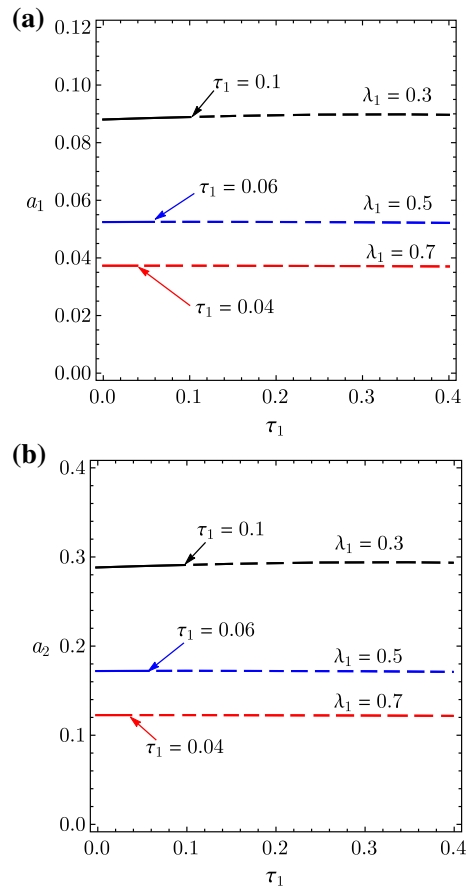 (a)
0.12
0.10
0.08
0.06
0.04
0.02
0.00
a₁
τ₁ = 0.1
λ₁ = 0.3
τ₁ = 0.06
λ₁ = 0.5
λ₁ = 0.7
τ₁ = 0.04
0.0 0.1 0.2 0.3 0.4
τ₁
(b)
0.4
0.3
0.2
0.1
0.0
a₂
τ₁ = 0.1
λ₁ = 0.3
τ₁ = 0.06
λ₁ = 0.5
λ₁ = 0.7
τ₁ = 0.04
0.0 0.1 0.2 0.3 0.4
τ₁